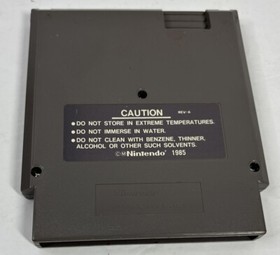 CAUTION REV-A
●DO NOT STORE IN EXTREME TEMPERATURES.
●DO NOT IMMERSE IN WATER.
●DO NOT CLEAN WITH BENZENE, THINNER,
ALCOHOL OR OTHER SUCH SOLVENTS.
©Nintendo® 1985